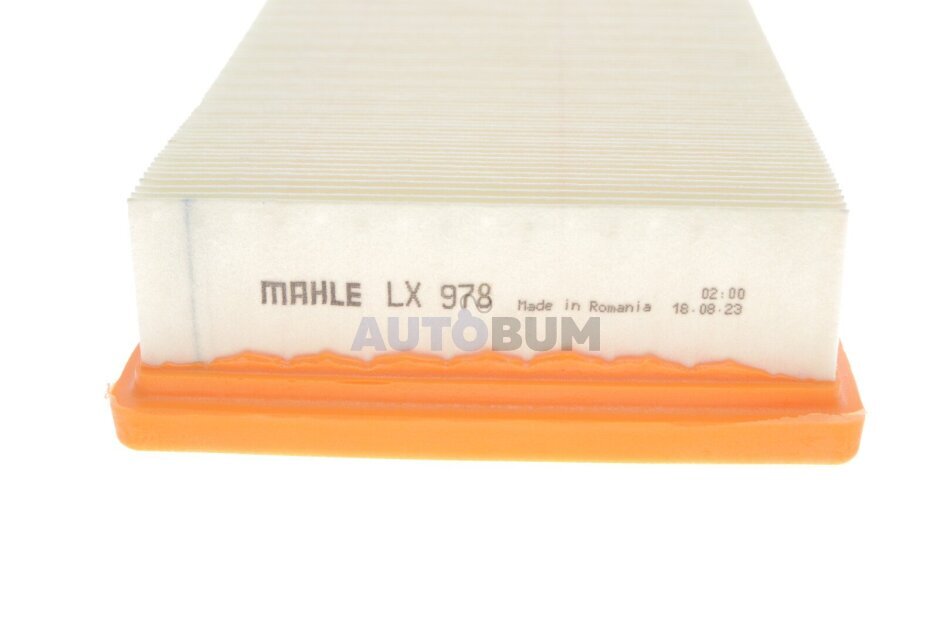 MAHLE LX 978 Made in Romania 02:00
18.08.23
AUTOBUM